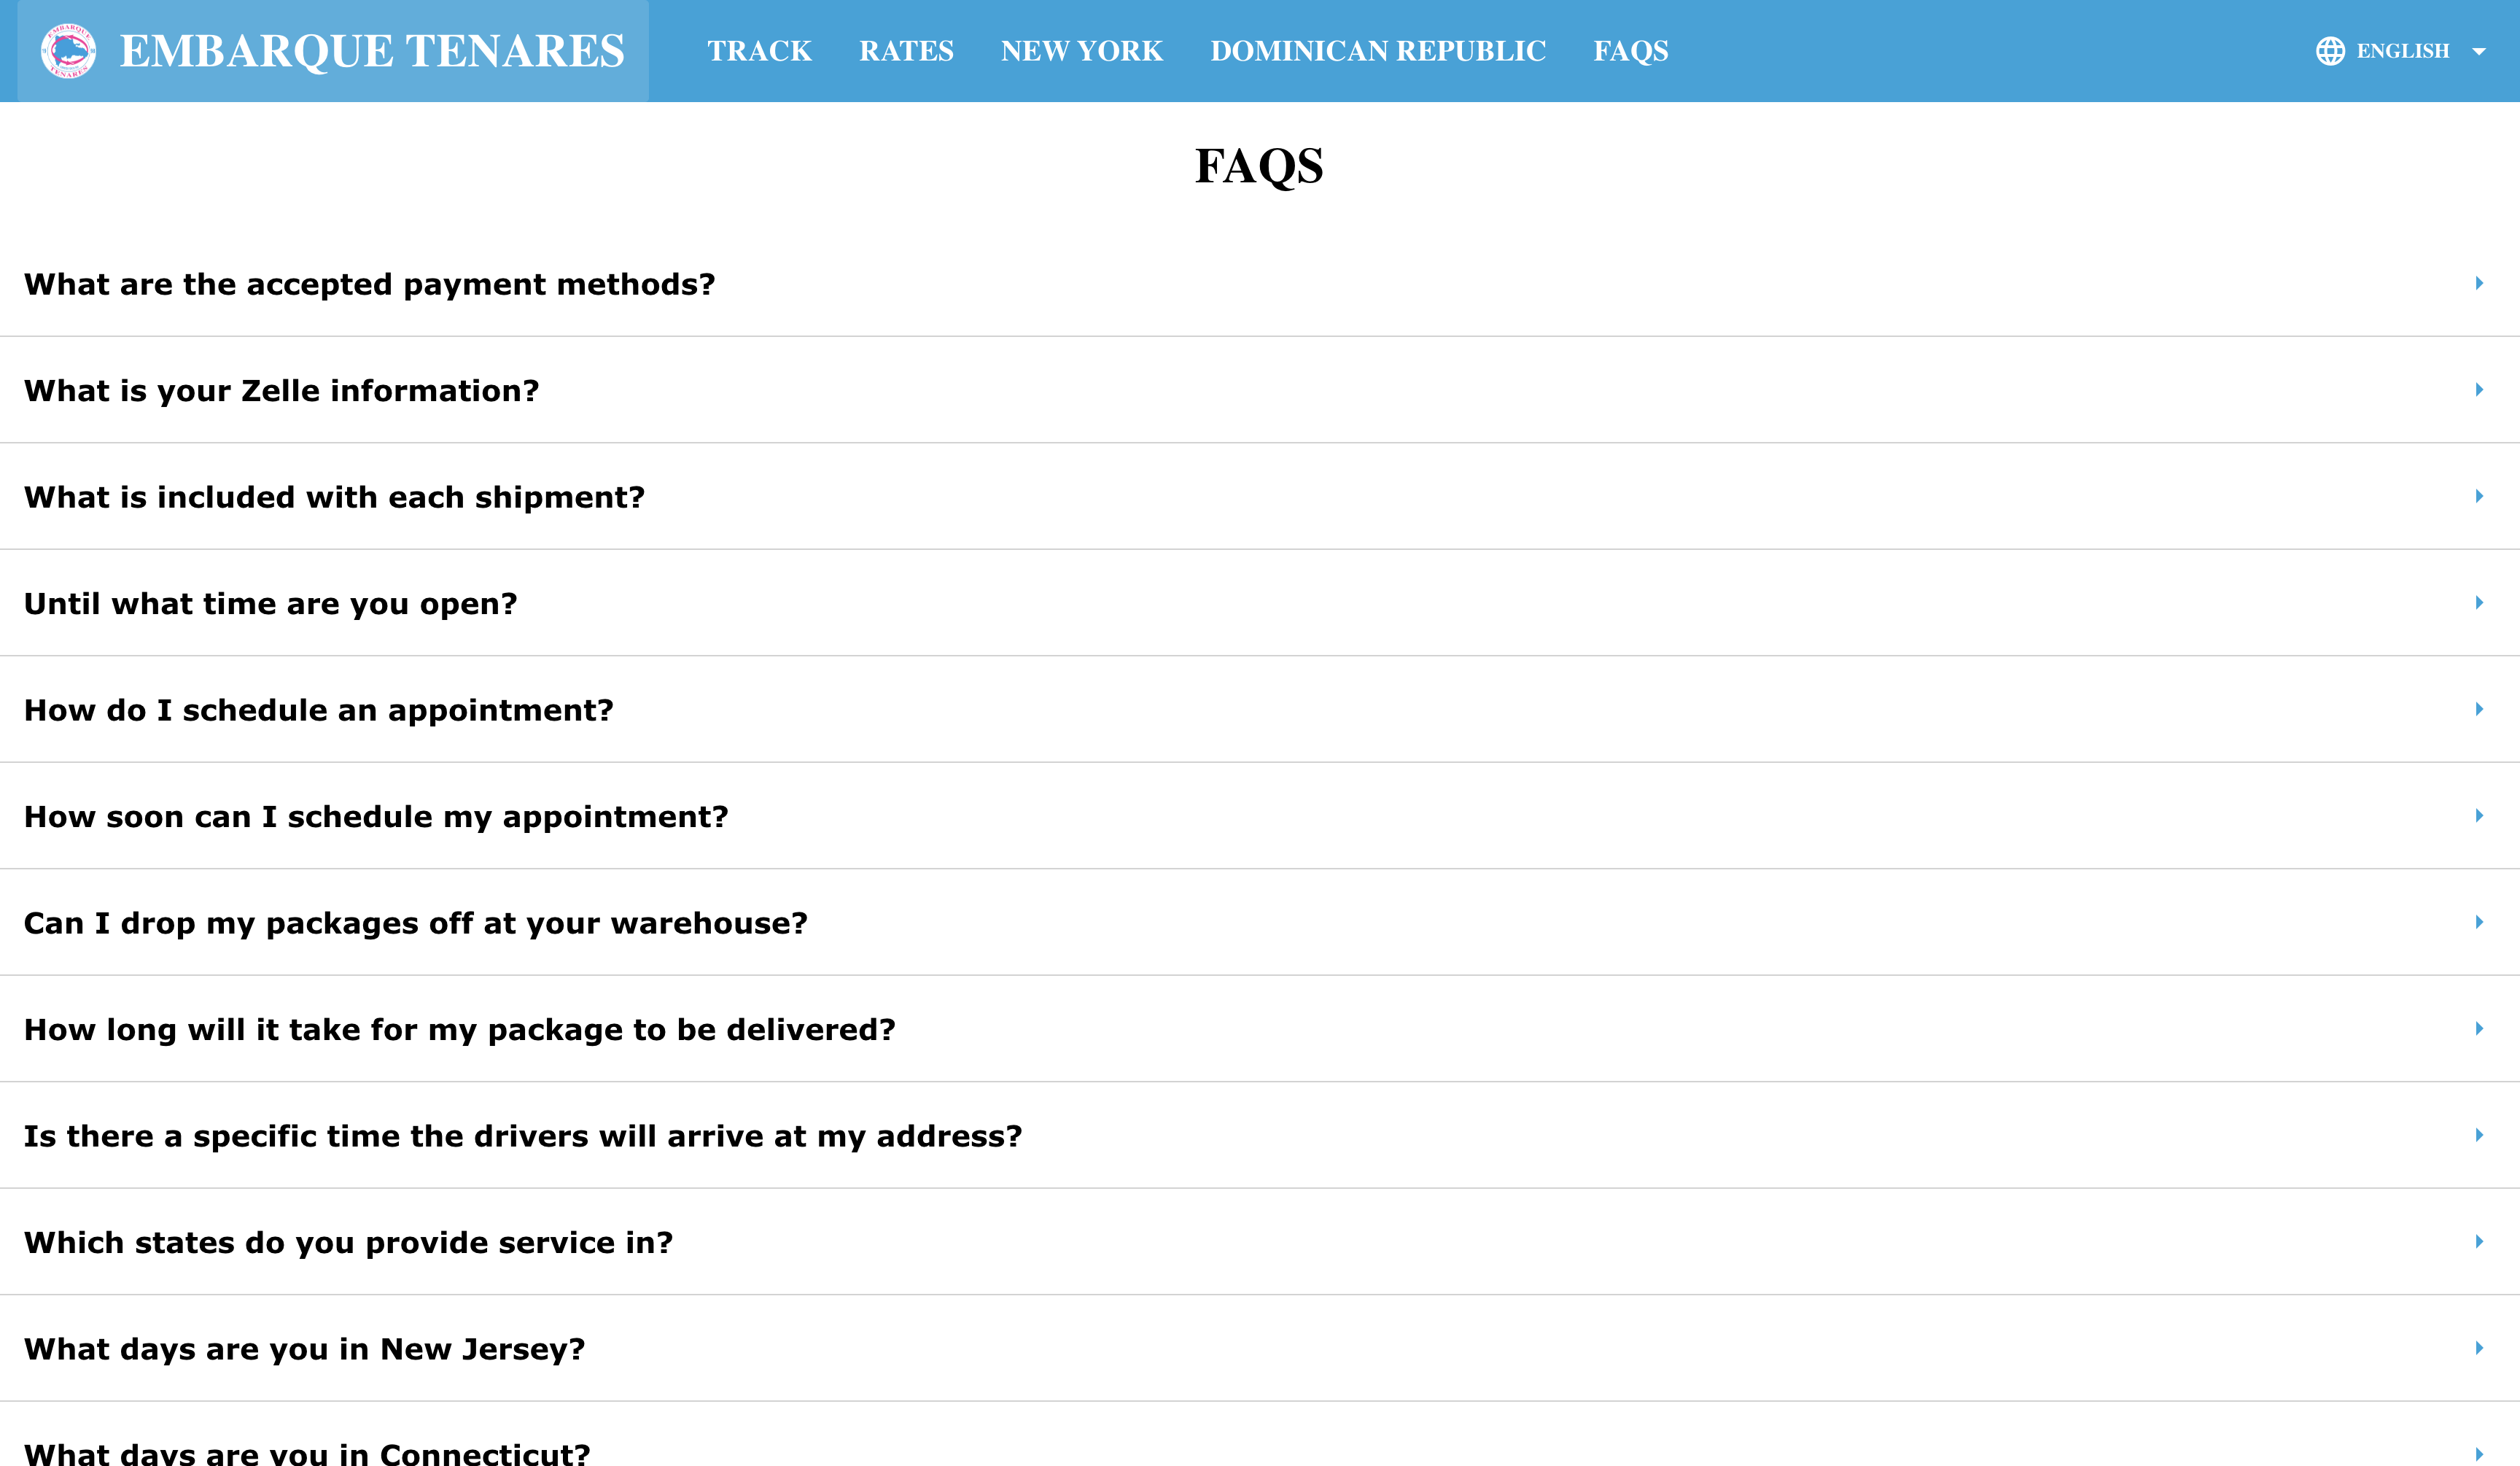 EMBARQUE
TENARES
EMBARQUE TENARES
TRACK
RATES
NEW YORK
DOMINICAN REPUBLIC
FAQS
ENGLISH
FAQS
What are the accepted payment methods?
What is your Zelle information?
What is included with each shipment?
Until what time are you open?
How do I schedule an appointment?
How soon can I schedule my appointment?
Can I drop my packages off at your warehouse?
How long will it take for my package to be delivered?
Is there a specific time the drivers will arrive at my address?
Which states do you provide service in?
What days are you in New Jersey?
What days are you in Connecticut?